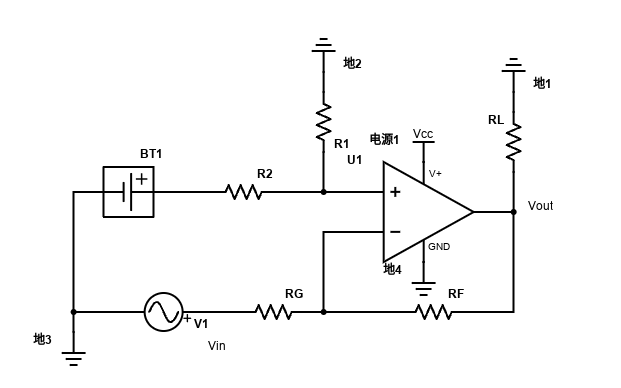 地2
地1
RL
R1
电源1
Vcc
BT1
U1
R2
V+
Vout
GND
地4
RG
RF
V1
地3
Vin